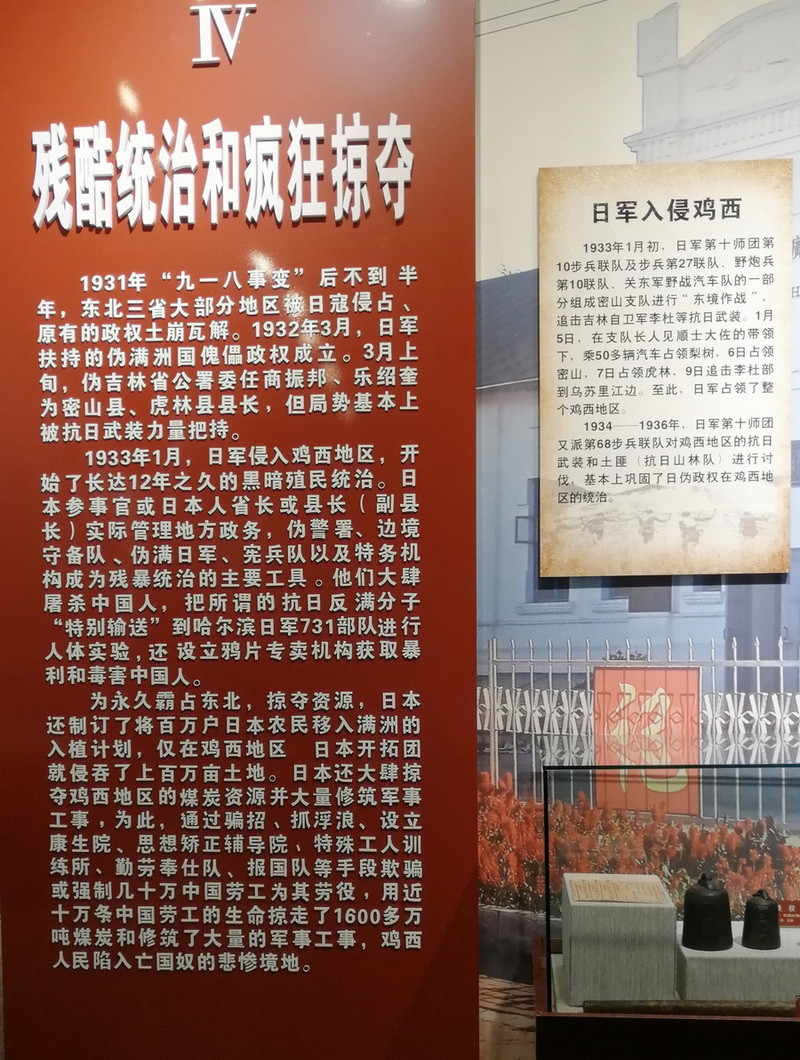 IV
残酷统治和疯狂掠夺
1931年“九一八事变”后不到 半
年，东北三省大部分地区被日寇侵占、
原有的政权土崩瓦解。1932年3月，日军
扶持的伪满洲国傀儡政权成立。3月上
旬，伪吉林省公署委任商振邦、乐绍奎
为密山县、虎林县县长，但局势基本上
被抗日武装力量把持。
1933年1月，日军侵入鸡西地区，开
始了长达12年之久的黑暗殖民统治。日
本参事官或日本人省长或县长（副县
长）实际管理地方政务，伪警署、边境
守备队、伪满日军、宪兵队以及特务机
构成为残暴统治的主要工具。他们大肆
屠杀中国人，把所谓的抗日反满分子
“特别输送”到哈尔滨日军731部队进行
人体实验，还 设立鸦片专卖机构获取暴
利和毒害中国人。
为永久霸占东北，掠夺资源，日本
还制订了将百万户日本农民移入满洲的
入植计划，仅在鸡西地区 日本开拓团
就侵吞了上百万亩土地。日本还大肆掠
夺鸡西地区的煤炭资源并大量修筑军事
工事，为此，通过骗招、抓浮浪、设立
康生院、思想矫正辅导院、特殊工人训
练所、勤劳奉仕队、报国队等手段欺骗
或强制几十万中国劳工为其劳役，用近
十万条中国劳工的生命掠走了1600多万
吨煤炭和修筑了大量的军事工事，鸡西
人民陷入亡国奴的悲惨境地。
日军入侵鸡西
1933年1月初，日军第十师团第
10步兵联队及步兵第27联队、野炮兵
第10联队、关东军野战汽车队的一部
分组成密山支队进行“东境作战”，
追击吉林自卫军李杜等抗日武装。1月
5日，在支队长人见顺士大佐的带领
下，乘50多辆汽车占领梨树，6日占领
密山，7日占领虎林，9日追击李杜部
到乌苏里江边。至此，日军占领了整
个鸡西地区。
1934——1936年，日军第十师团
又派第68步兵联队对鸡西地区的抗日
武装和土匪（抗日山林队）进行讨
伐，基本上巩固了日伪政权在鸡西地
区的统治。